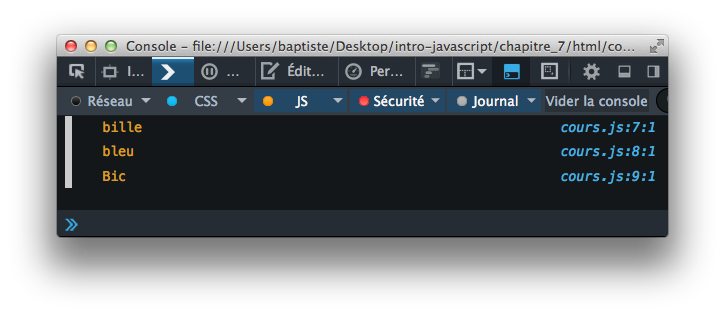 Console - file:///Users/baptiste/Desktop/intro-javascript/chapitre_7/html/co...
I... ... Édit... Per...
Réseau CSS JS Sécurité Journal Vider la console
bille cours.js:7:1
bleu cours.js:8:1
Bic cours.js:9:1